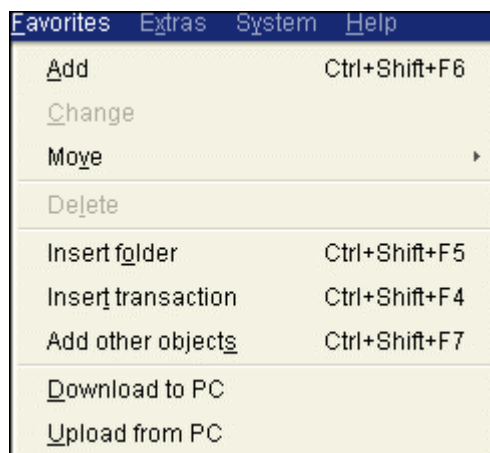 Favorites Extras System Help
Add Ctrl+Shift+F6
Change
Move
Delete
Insert folder Ctrl+Shift+F5
Insert transaction Ctrl+Shift+F4
Add other objects Ctrl+Shift+F7
Download to PC
Upload from PC